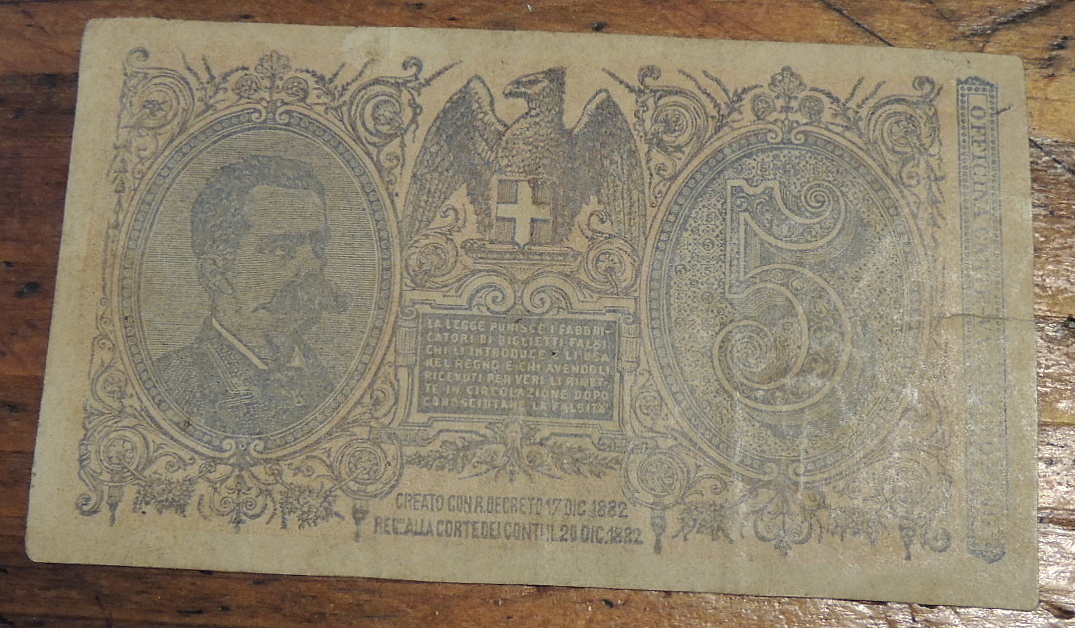 LA LEGGE PUNISCE I FABBRI-
CATORI DI BIGLIETTI FALSI
CHI LI INTRODUCE E LI USA
NEL REGNO E CHI AVENDOLI
RICEVUTI PER VERI LI RIMET-
TE IN CIRCOLAZIONE DOPO
CONOSCIUTANE LA FALSITÀ
5
CREATO CON R. DECRETO 17 DIC. 1882
REG.TO ALLA CORTE DEI CONTI IL 20 DIC. 1882
OFFICINA